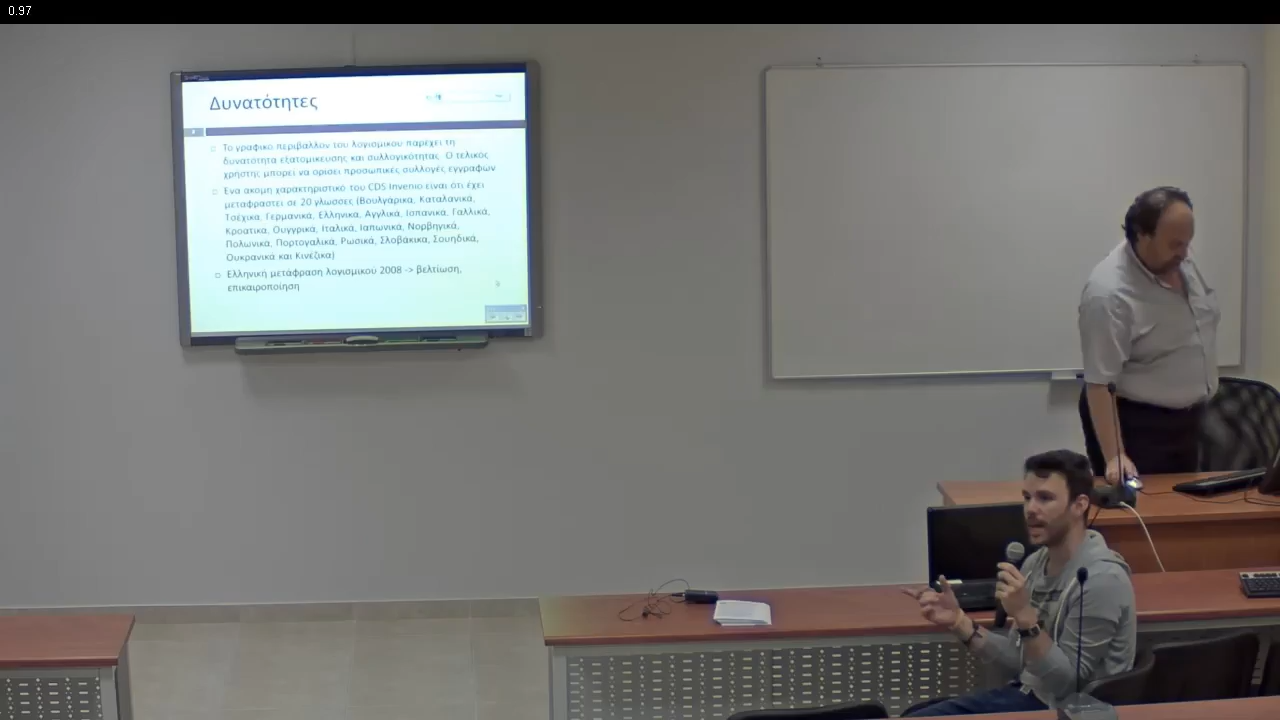 0.97
Δυνατότητες
Το γραφικό περιβάλλον του λογισμικού παρέχει τη
δυνατότητα εξατομίκευσης και συλλογικότητας. Ο τελικός
χρήστης μπορεί να ορίσει προσωπικές συλλογές εγγράφων
Ένα ακόμη χαρακτηριστικό του CDS Invenio είναι ότι έχει
μεταφραστεί σε 20 γλώσσες (Βουλγάρικα, Καταλανικά,
Τσέχικα, Γερμανικά, Ελληνικά, Αγγλικά, Ισπανικά, Γαλλικά,
Κροατικά, Ουγγρικά, Ιταλικά, Ιαπωνικά, Νορβηγικά,
Πολωνικά, Πορτογαλικά, Ρωσικά, Σλοβάκικα, Σουηδικά,
Ουκρανικά και Κινέζικα)
Ελληνική μετάφραση λογισμικού 2008 -> βελτίωση,
επικαιροποίηση